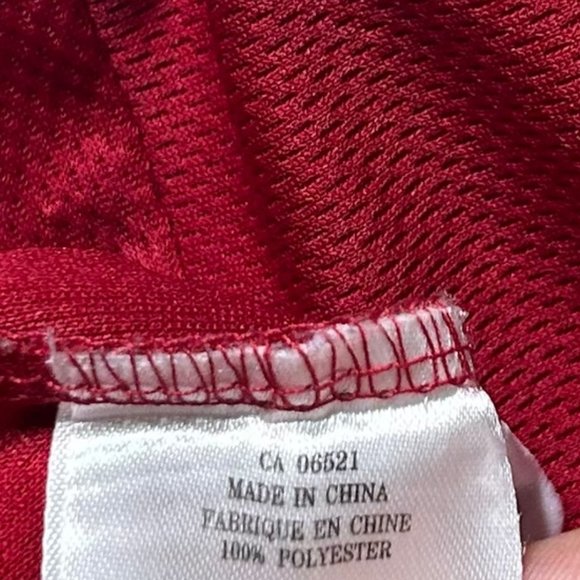 CA 06521
MADE IN CHINA
FABRIQUE EN CHINE
100% POLYESTER